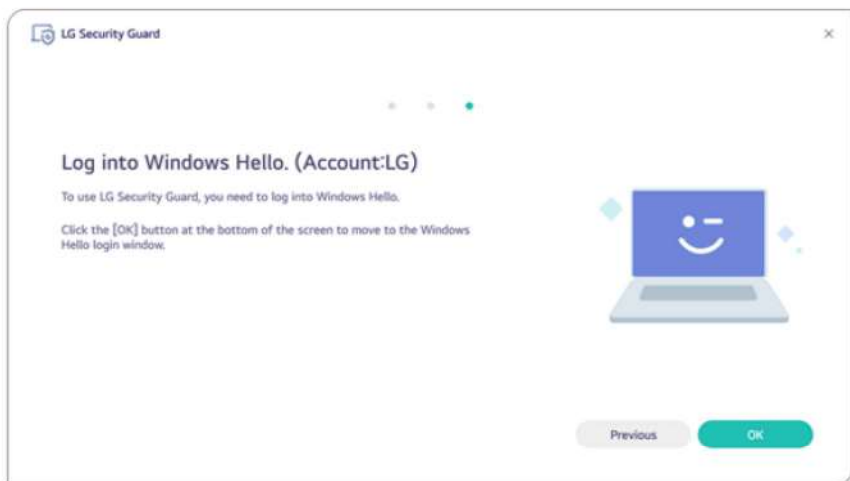 LG Security Guard
Log into Windows Hello. (Account:LG)
To use LG Security Guard, you need to log into Windows Hello.
Click the [OK] button at the bottom of the screen to move to the Windows
Hello login window.
Previous
OK